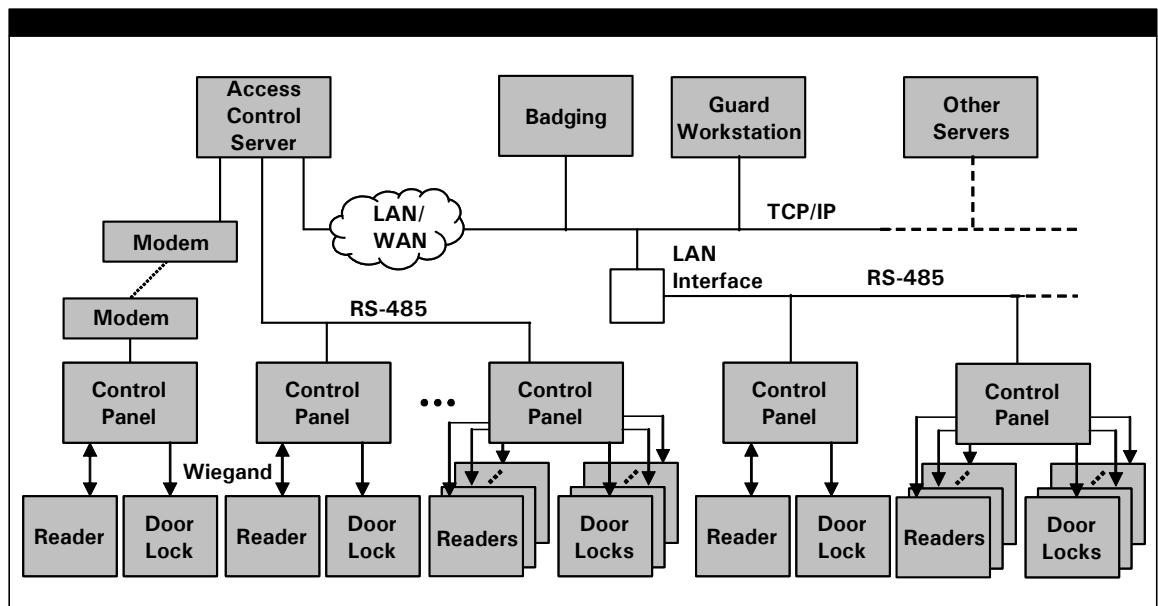 Access
Control
Server
Badging
Guard
Workstation
Other
Servers
LAN/
WAN
TCP/IP
Modem
LAN
Interface
RS-485
Modem
RS-485
Control
Panel
Control
Panel
Control
Panel
Control
Panel
Control
Panel
Wiegand
Reader
Door
Lock
Reader
Door
Lock
Readers
Door
Locks
Reader
Door
Lock
Readers
Door
Locks